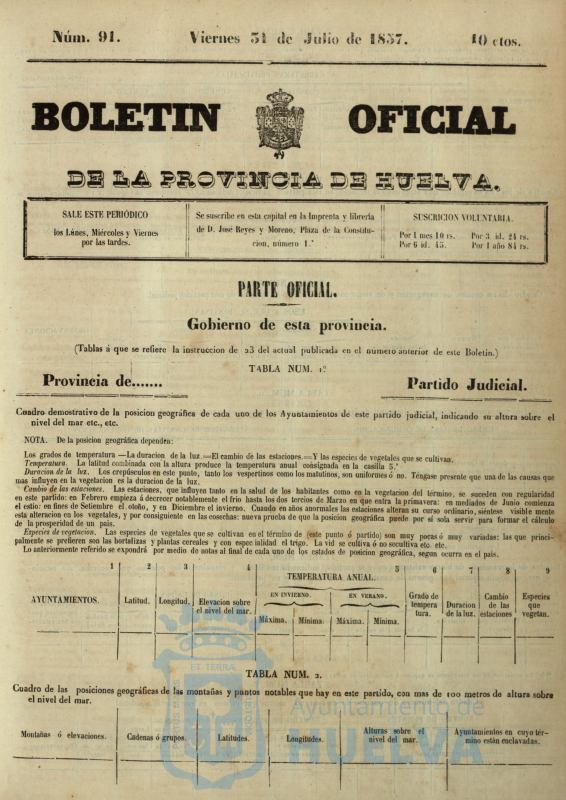 Núm. 91. Viernes 31 de Julio de 1857. 10 ctos.
BOLETIN OFICIAL
DE LA PROVINCIA DE HUELVA.
SALE ESTE PERIÓDICO
los Lúnes, Miércoles y Viernes
por las tardes.
Se suscribe en esta capital en la Imprenta y librería
de D. José Reyes y Moreno, Plaza de la Constitu-
cion, número 1.º
SUSCRICION VOLUNTARIA.
Por 1 mes 10 rs. Por 3 id. 24 rs.
Por 6 id. 45. Por 1 año 84 rs.
PARTE OFICIAL.
Gobierno de esta provincia.
(Tablas á que se refiere la instruccion de 23 del actual publicada en el número anterior de este Boletin.)
TABLA NUM. 1.º
Provincia de....... Partido Judicial.
Cuadro demostrativo de la posicion geográfica de cada uno de los Ayuntamientos de este partido judicial, indicando su altura sobre el
nivel del mar etc., etc.
NOTA. De la posicion geográfica dependen:
Los grados de temperatura —La duracion de la luz.—El cambio de las estaciones.—Y las especies de vegetales que se cultivan.
Temperatura. La latitud combinada con la altura produce la temperatura anual consignada en la casilla 5.ª
Duracion de la luz. Los crepúsculos en este punto, tanto los vespertinos como los matutinos, son uniformes ó no. Téngase presente que una de las causas que
mas influyen en la vegetacion es la duracion de la luz.
Cambio de las estaciones. Las estaciones, que influyen tanto en la salud de los habitantes como en la vegetacion del término, se suceden con regularidad
en este partido: en Febrero empieza á decrecer notablemente el frio hasta los dos tercios de Marzo en que entra la primavera: en mediados de Junio comienza
el estio: en fines de Setiembre el otoño, y en Diciembre el invierno. Cuando en años anormales las estaciones alteran su curso ordinario, siéntese visible mente
esta alteracion en los vegetales, y por consiguiente en las cosechas: nueva prueba de que la posicion geográfica puede por sí sola servir para formar el cálculo
de la prosperidad de un pais.
Especies de vegetacion. Las especies de vegetales que se cultivan en el término de (este punto ó partido) son muy pocas ó muy variadas: las que princi-
palmente se prefieren son las hortalizas y plantas cereales y con especialidad el trigo. La vid se cultiva ó no se cultiva etc. etc.
Lo anteriormente referido se expondrá por medio de notas al final de cada uno de los estados de posicion geográfica, segun ocurra en el pais.
1 2 3 4 5 6 7 8 9
AYUNTAMIENTOS. Latitud. Longitud. Elevacion sobre el nivel del mar. TEMPERATURA ANUAL. Grado de tempera tura. Duracion de la luz. Cambio de las estaciones Especies que vegetan.
EN INVIERNO. EN VERANO.
Máxima. Mínima. Máxima. Mínima.
TABLA NUM. 2.
Cuadro de las posiciones geográficas de las montañas y puntos notables que hay en este partido, con mas de 100 metros de altura sobre
el nivel del mar.
Montañas ó elevaciones. Cadenas ó grupos. Latitudes. Longitudes. Alturas sobre el nivel del mar. Ayuntamientos en cuyo tér- mino están enclavadas.
ET TERRÆ
Ayuntamiento de
HUELVA